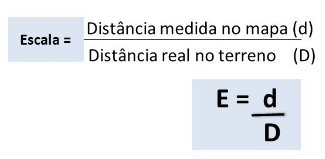 Distância medida no mapa (d)
Escala =
Distância real no terreno (D)
E = d
D